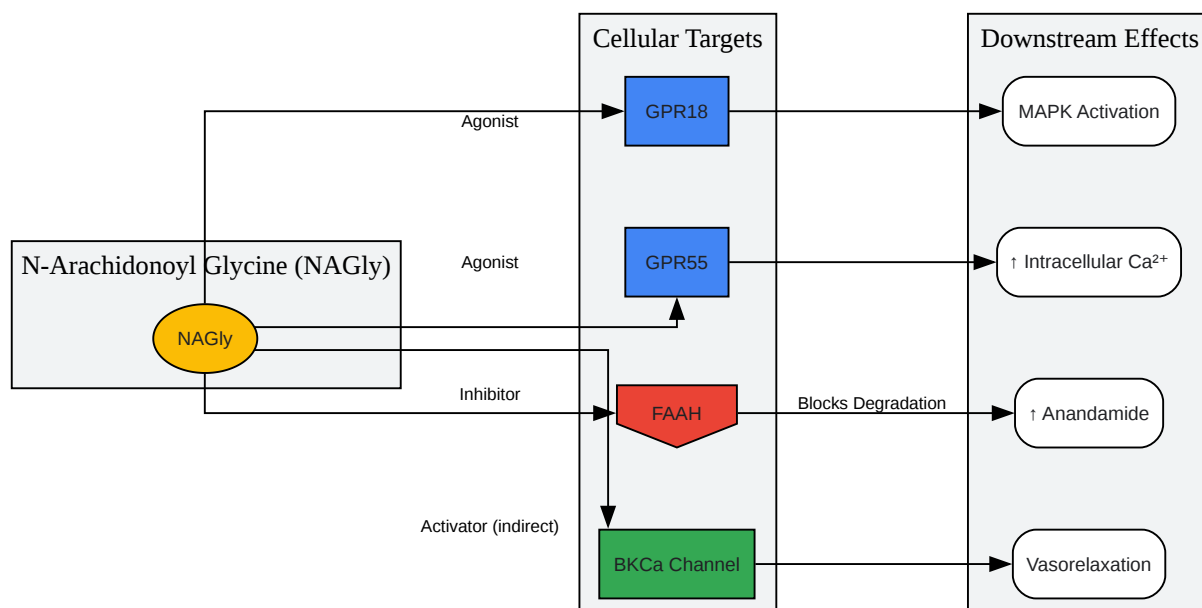 Cellular Targets
Downstream Effects
Agonist
GPR18
MAPK Activation
N-Arachidonoyl Glycine (NAGly)
Agonist
GPR55
↑ Intracellular Ca²⁺
NAGly
Inhibitor
FAAH
Blocks Degradation
↑ Anandamide
Activator (indirect)
BKCa Channel
Vasorelaxation